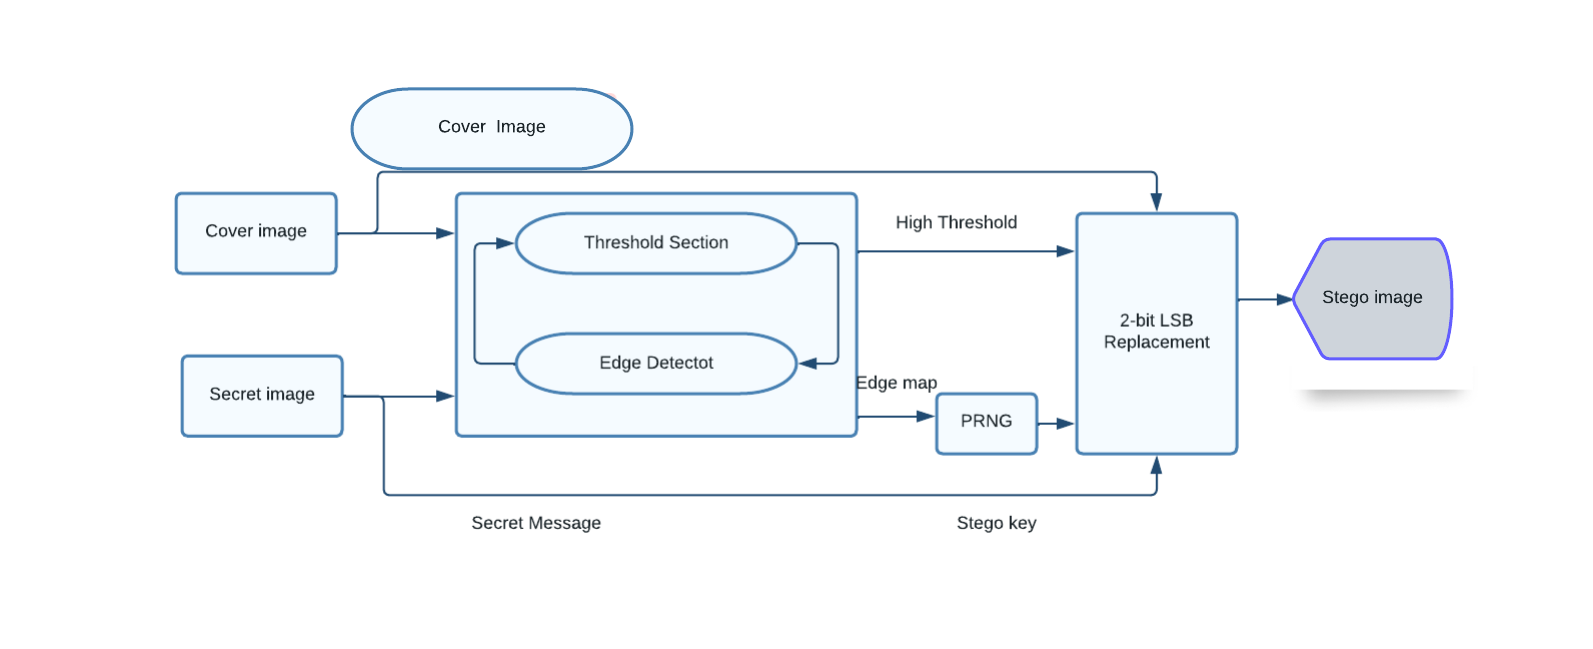 Cover Image
Cover image
Threshold Section
High Threshold
Stego image
2-bit LSB
Replacement
Edge Detectot
Edge map
Secret image
PRNG
Secret Message
Stego key